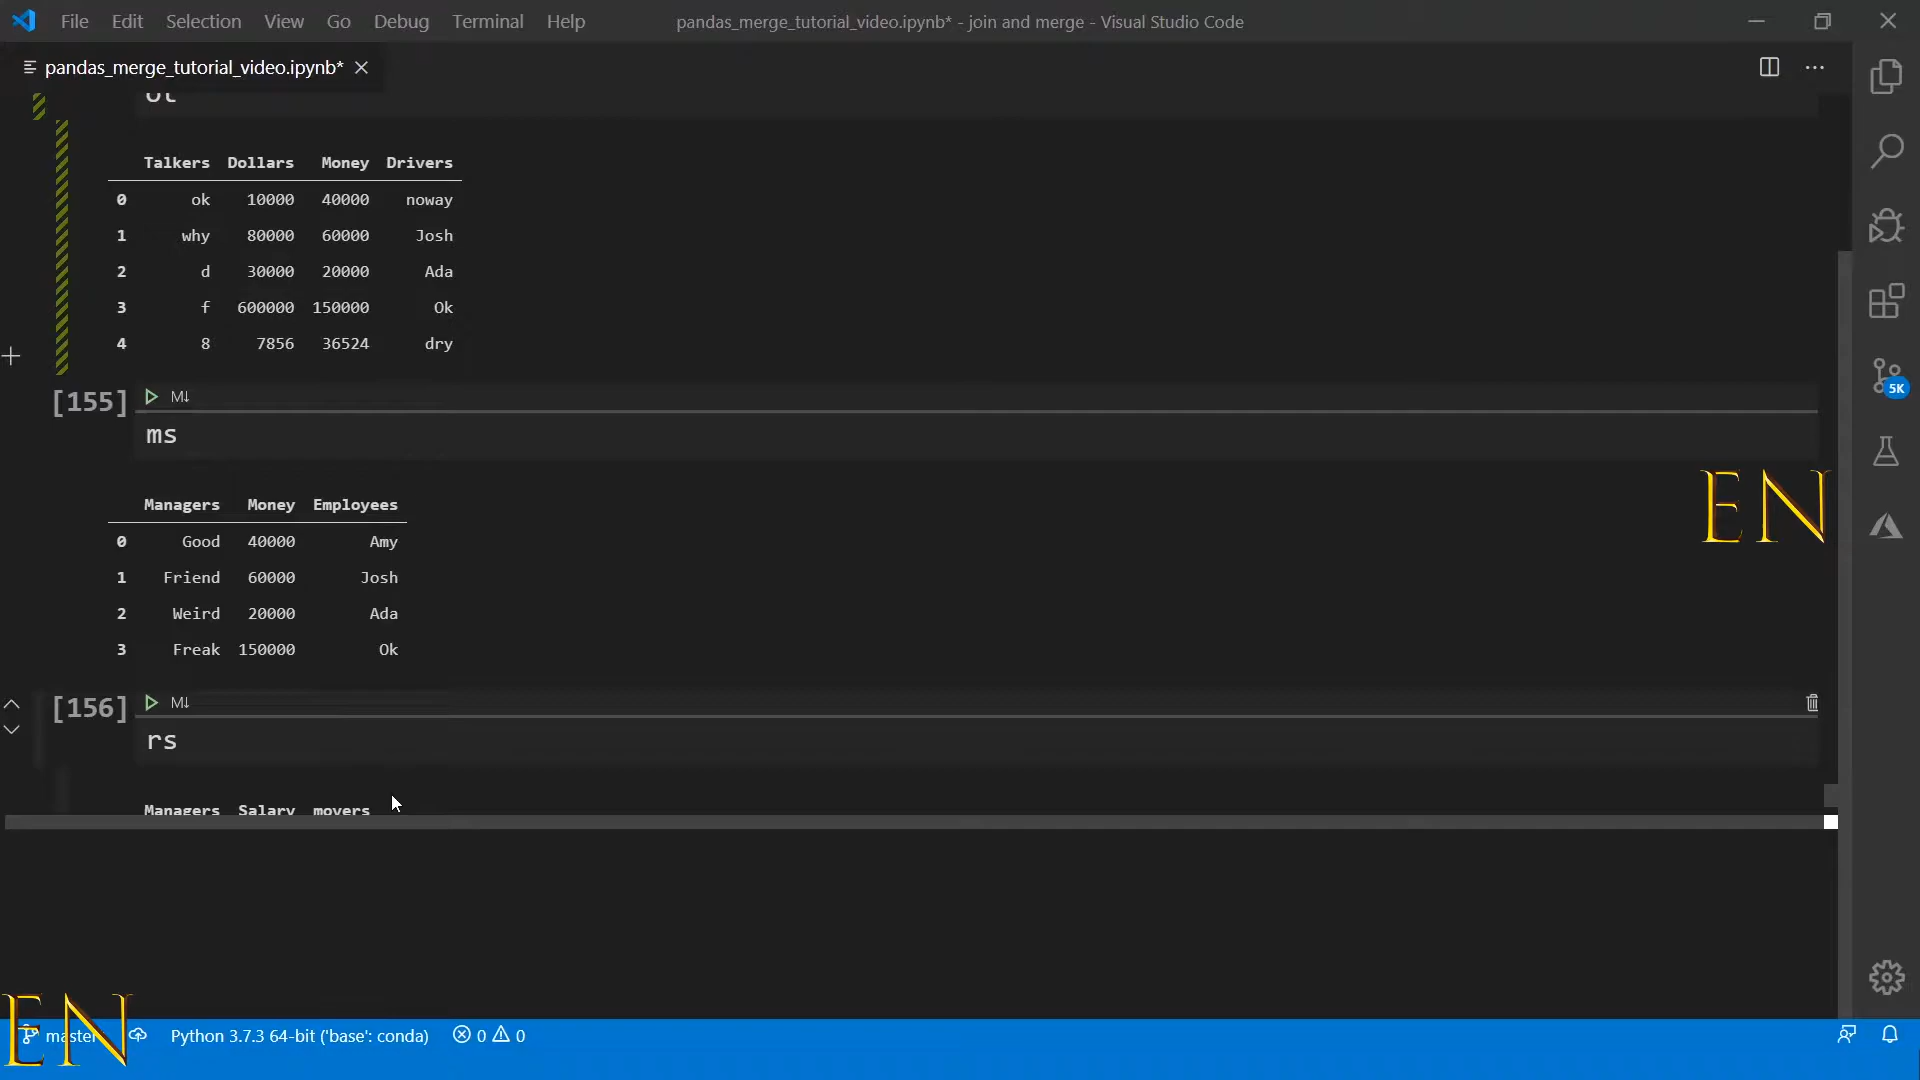 File Edit Selection View Go Debug Terminal Help pandas_merge_tutorial_video.ipynb* - join and merge - Visual Studio Code
pandas_merge_tutorial_video.ipynb*
Talkers Dollars Money Drivers
0 ok 10000 40000 noway
1 why 80000 60000 Josh
2 d 30000 20000 Ada
3 f 600000 150000 Ok
4 8 7856 36524 dry
[155] M↓
ms
Managers Money Employees
0 Good 40000 Amy
1 Friend 60000 Josh
2 Weird 20000 Ada
3 Freak 150000 Ok
[156] M↓
rs
Managers Salary movers
5K
EN
EN
master Python 3.7.3 64-bit ('base': conda) 0 0